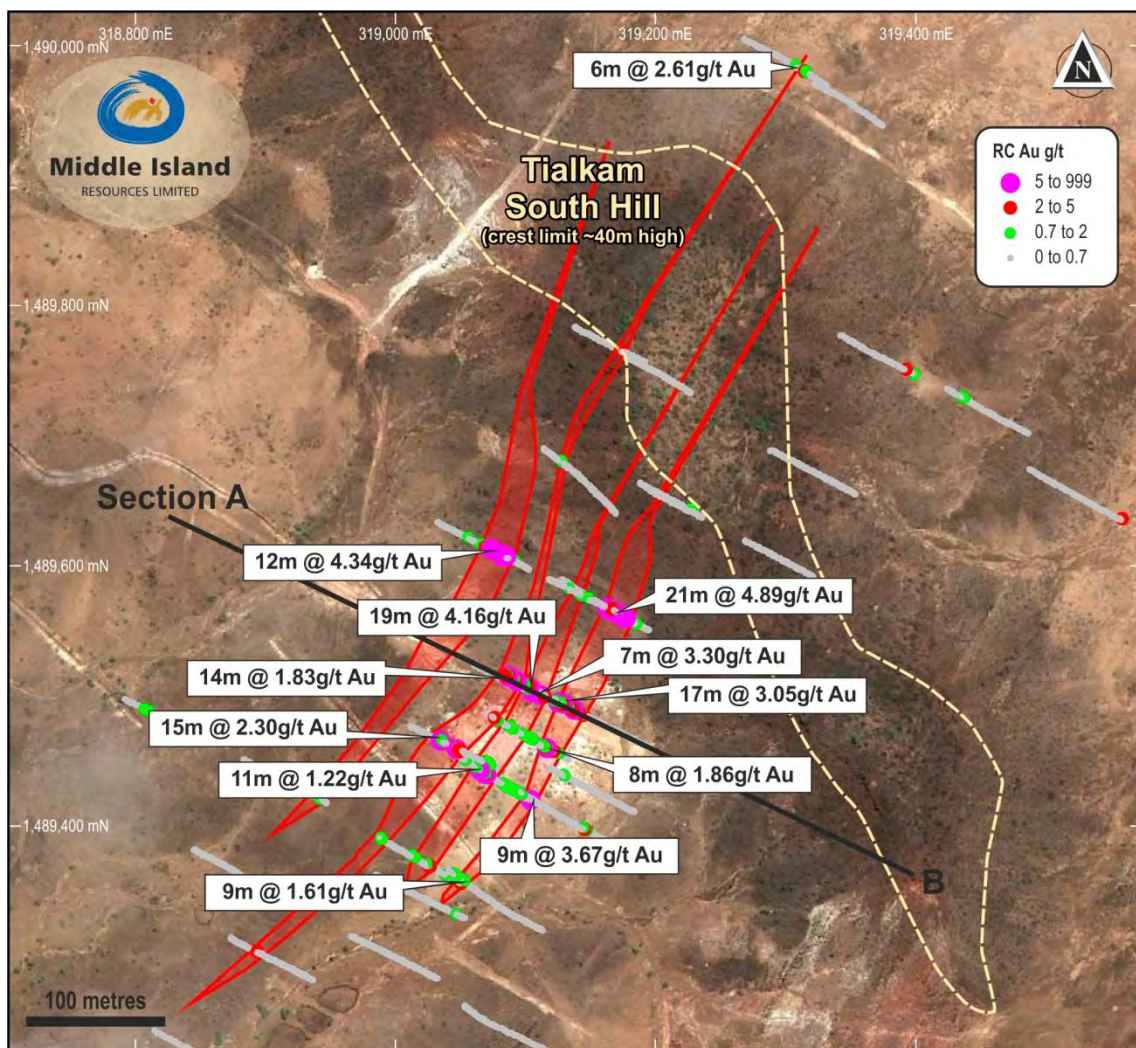 318,800 mE
319,000 mE
319,200 mE
319,400 mE
1,490,000 mN
6m @ 2.61g/t Au
N
Middle Island
RESOURCES LIMITED
RC Au g/t
5 to 999
2 to 5
0.7 to 2
0 to 0.7
Tialkam
South Hill
(crest limit ~40m high)
1,489,800 mN
Section A
1,489,600 mN
12m @ 4.34g/t Au
21m @ 4.89g/t Au
19m @ 4.16g/t Au
7m @ 3.30g/t Au
14m @ 1.83g/t Au
17m @ 3.05g/t Au
15m @ 2.30g/t Au
8m @ 1.86g/t Au
11m @ 1.22g/t Au
1,489,400 mN
9m @ 3.67g/t Au
B
9m @ 1.61g/t Au
100 metres